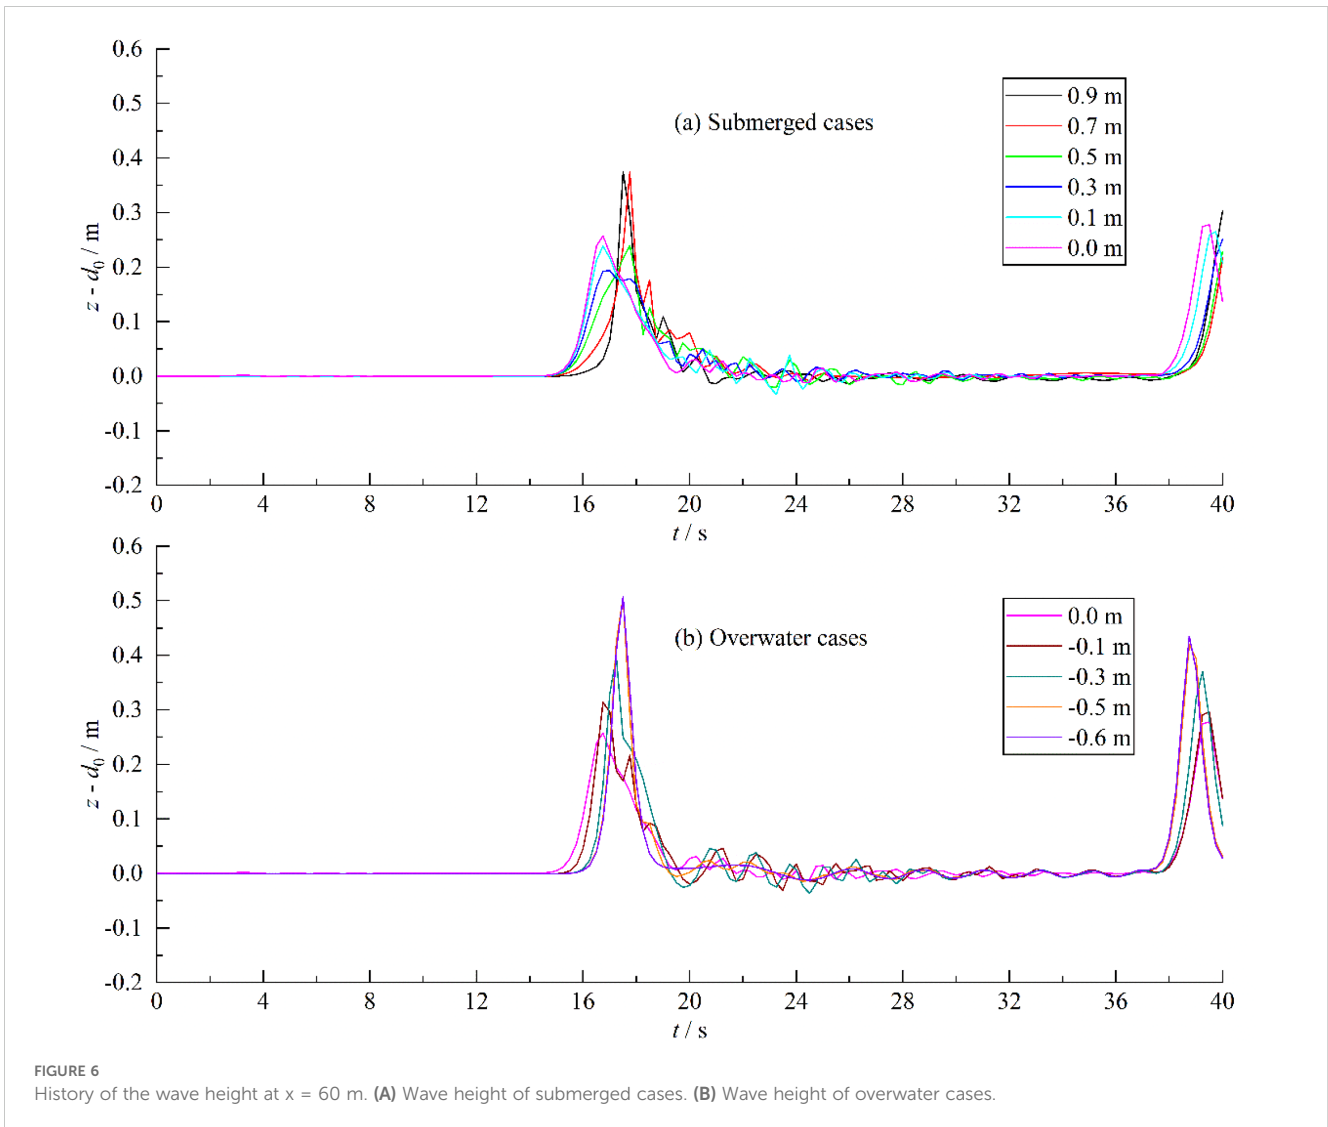 0.6
0.5
0.4
0.3
0.2
0.1
0.0
-0.1
-0.2
z - d0 / m
(a) Submerged cases
0.9 m
0.7 m
0.5 m
0.3 m
0.1 m
0.0 m
0 4 8 12 16 20 24 28 32 36 40
t / s
0.6
0.5
0.4
0.3
0.2
0.1
0.0
-0.1
-0.2
z - d0 / m
(b) Overwater cases
0.0 m
-0.1 m
-0.3 m
-0.5 m
-0.6 m
0 4 8 12 16 20 24 28 32 36 40
t / s
FIGURE 6
History of the wave height at x = 60 m. (A) Wave height of submerged cases. (B) Wave height of overwater cases.